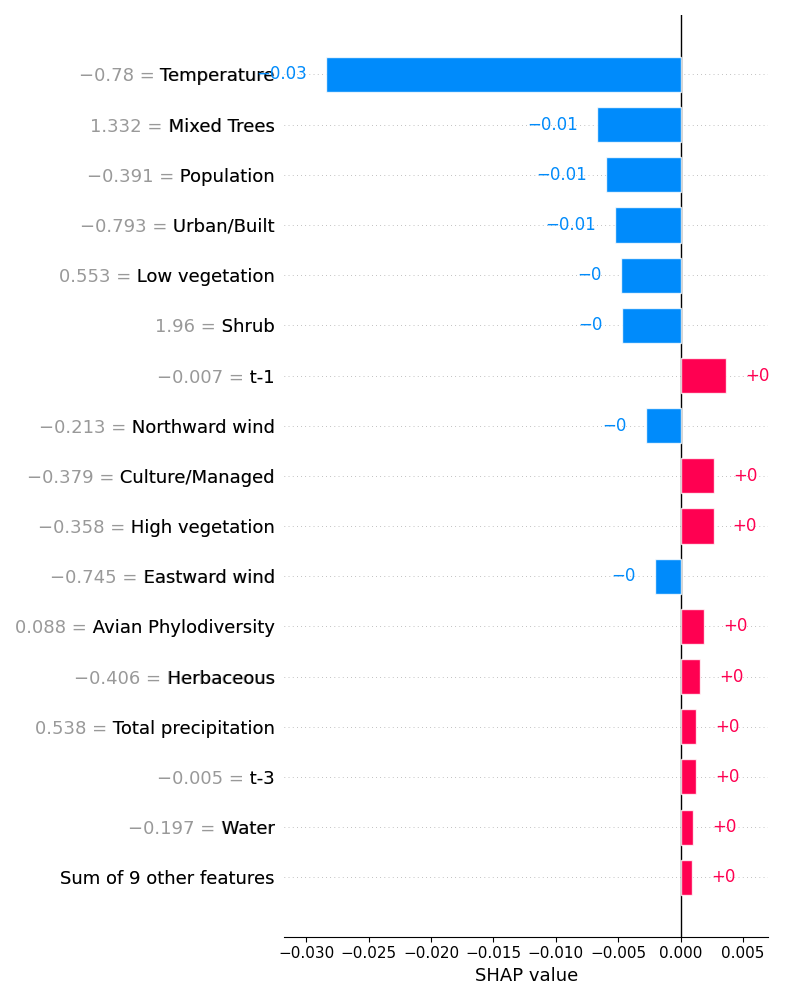 −0.78 = Temperature −0.03
1.332 = Mixed Trees −0.01
−0.391 = Population −0.01
−0.793 = Urban/Built −0.01
0.553 = Low vegetation −0
1.96 = Shrub −0
−0.007 = t-1 +0
−0.213 = Northward wind −0
−0.379 = Culture/Managed +0
−0.358 = High vegetation +0
−0.745 = Eastward wind −0
0.088 = Avian Phylodiversity +0
−0.406 = Herbaceous +0
0.538 = Total precipitation +0
−0.005 = t-3 +0
−0.197 = Water +0
Sum of 9 other features +0
−0.030 −0.025 −0.020 −0.015 −0.010 −0.005 0.000 0.005
SHAP value